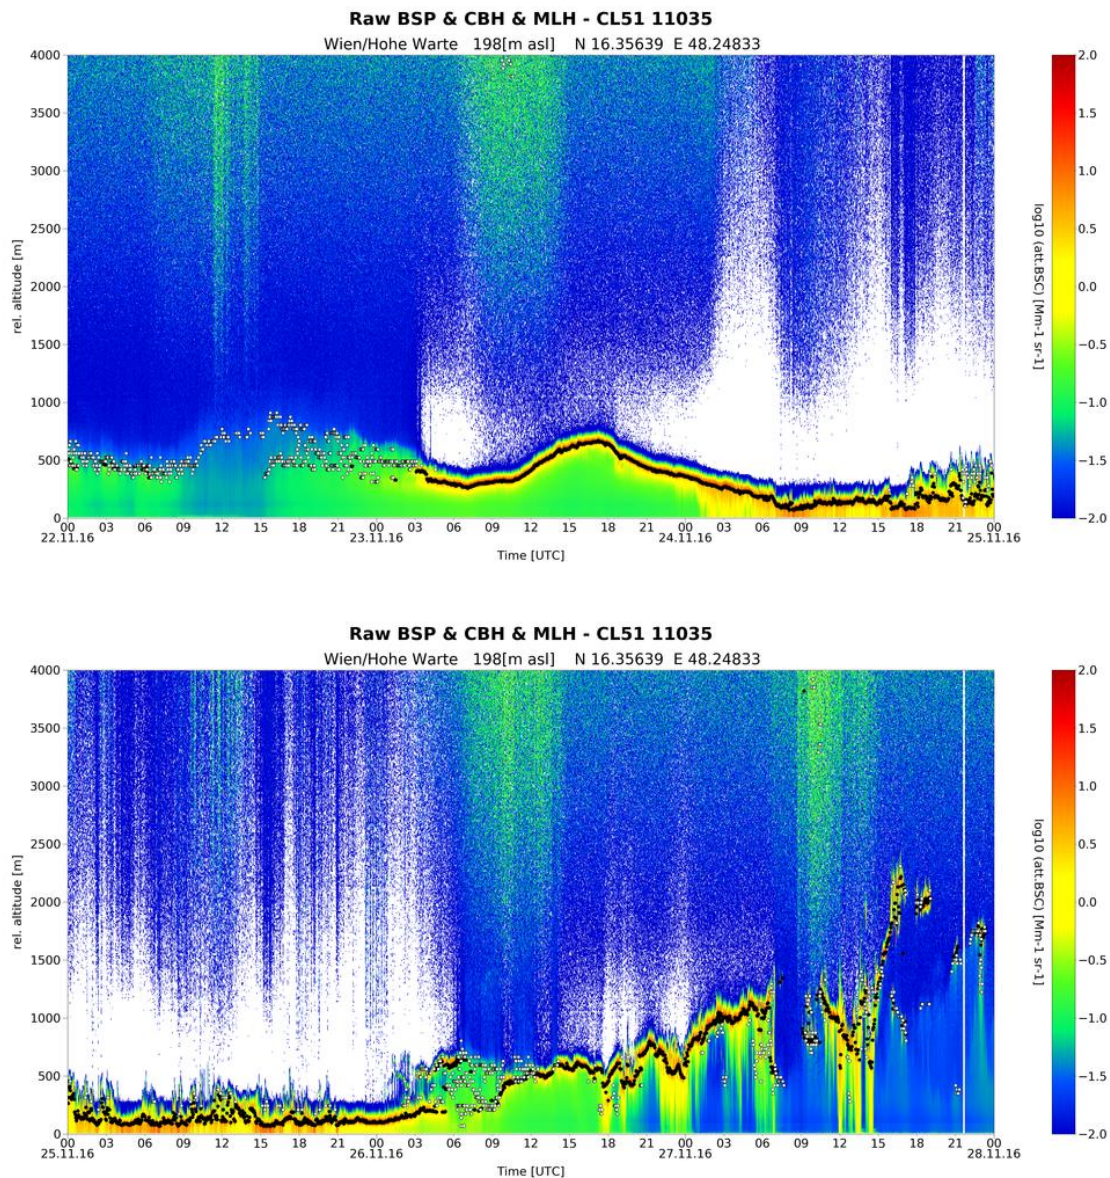 Raw BSP & CBH & MLH - CL51 11035
Wien/Hohe Warte 198[m asl] N 16.35639 E 48.24833
4000
3500
3000
2500
2000
1500
1000
500
0
rel. altitude [m]
00 03 06 09 12 15 18 21 00 03 06 09 12 15 18 21 00 03 06 09 12 15 18 21 00
22.11.16 23.11.16 24.11.16 25.11.16
Time [UTC]
2.0
1.5
1.0
0.5
0.0
−0.5
−1.0
−1.5
−2.0
log10 (att.BSC) [Mm-1 sr-1]
Raw BSP & CBH & MLH - CL51 11035
Wien/Hohe Warte 198[m asl] N 16.35639 E 48.24833
4000
3500
3000
2500
2000
1500
1000
500
0
rel. altitude [m]
00 03 06 09 12 15 18 21 00 03 06 09 12 15 18 21 00 03 06 09 12 15 18 21 00
25.11.16 26.11.16 27.11.16 28.11.16
Time [UTC]
2.0
1.5
1.0
0.5
0.0
−0.5
−1.0
−1.5
−2.0
log10 (att.BSC) [Mm-1 sr-1]